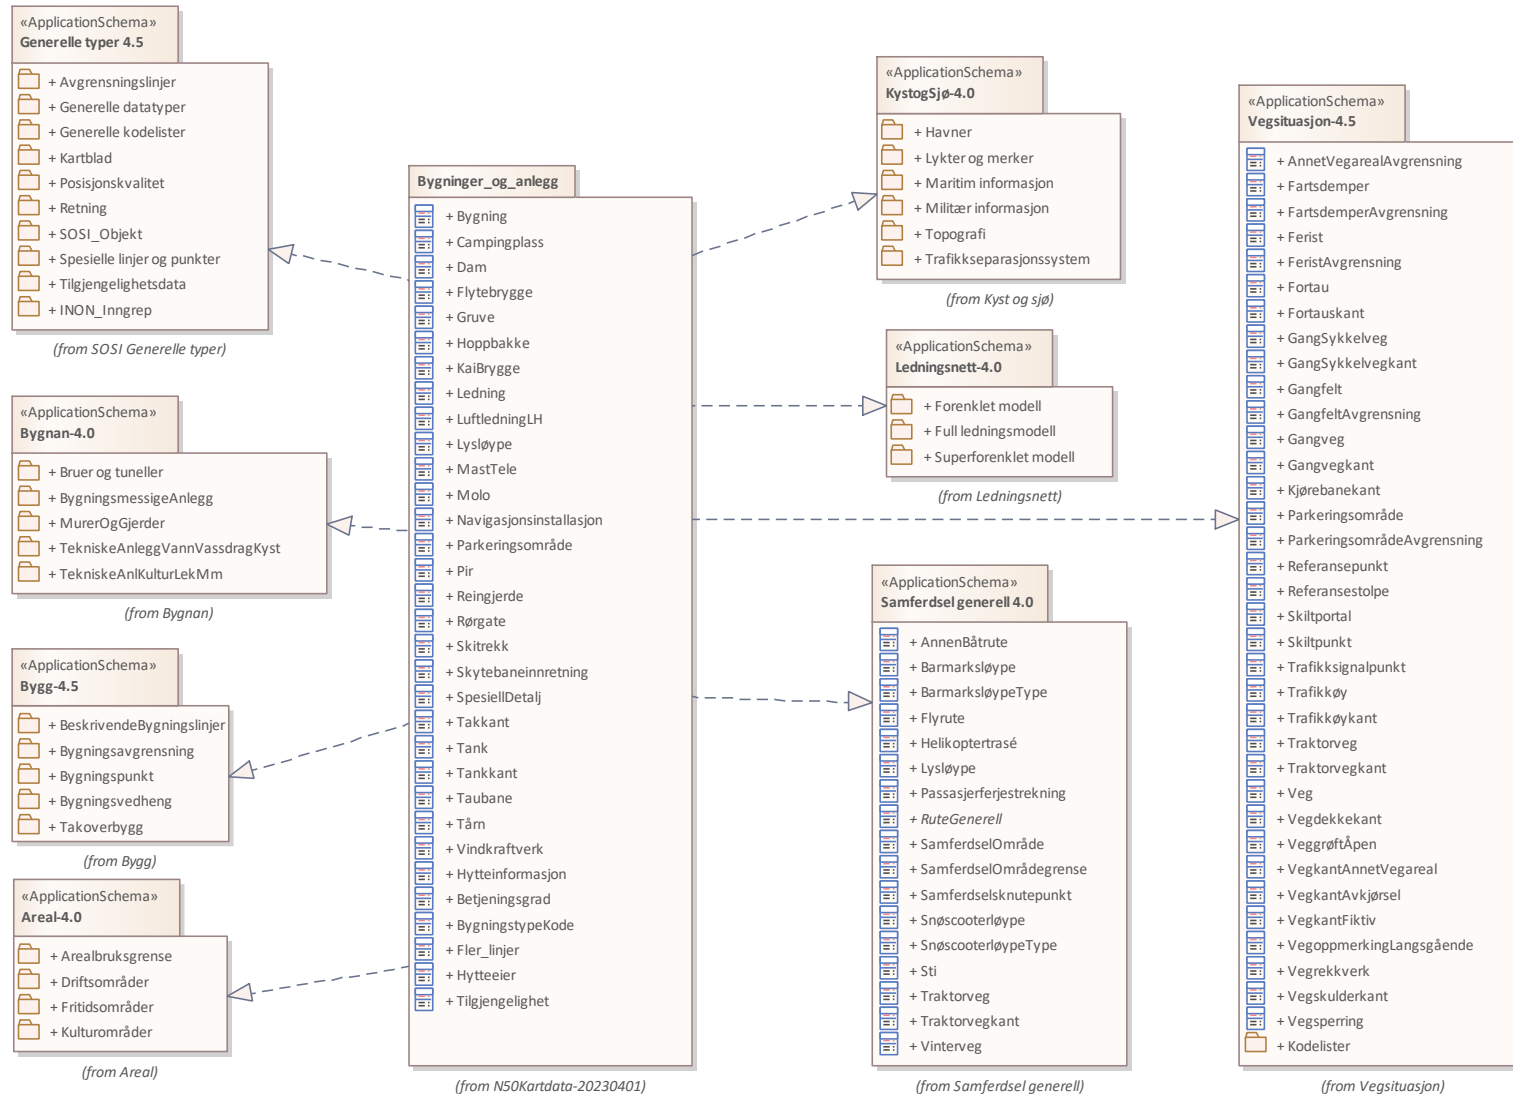 «ApplicationSchema»
Generelle typer 4.5
+ Avgrensningslinjer
+ Generelle datatyper
+ Generelle kodelister
+ Kartblad
+ Posisjonskvalitet
+ Retning
+ SOSI_Objekt
+ Spesielle linjer og punkter
+ Tilgjengelighetsdata
+ INON_Inngrep
(from SOSI Generelle typer)
«ApplicationSchema»
Bygnan-4.0
+ Bruer og tuneller
+ BygningsmessigeAnlegg
+ MurerOgGjerder
+ TekniskeAnleggVannVassdragKyst
+ TekniskeAnlKulturLekMm
(from Bygnan)
«ApplicationSchema»
Bygg-4.5
+ BeskrivendeBygningslinjer
+ Bygningsavgrensning
+ Bygningspunkt
+ Bygningsvedheng
+ Takoverbygg
(from Bygg)
«ApplicationSchema»
Areal-4.0
+ Arealbruksgrense
+ Driftsområder
+ Fritidsområder
+ Kulturområder
(from Areal)
Bygninger_og_anlegg
+ Bygning
+ Campingplass
+ Dam
+ Flytebrygge
+ Gruve
+ Hoppbakke
+ KaiBrygge
+ Ledning
+ LuftledningLH
+ Lysløype
+ MastTele
+ Molo
+ Navigasjonsinstallasjon
+ Parkeringsområde
+ Pir
+ Reingjerde
+ Rørgate
+ Skitrekk
+ Skytebaneinnretning
+ SpesiellDetalj
+ Takkant
+ Tank
+ Tankkant
+ Taubane
+ Tårn
+ Vindkraftverk
+ Hytteinformasjon
+ Betjeningsgrad
+ BygningstypeKode
+ Fler_linjer
+ Hytteeier
+ Tilgjengelighet
(from N50Kartdata-20230401)
«ApplicationSchema»
KystogSjø-4.0
+ Havner
+ Lykter og merker
+ Maritim informasjon
+ Militær informasjon
+ Topografi
+ Trafikkseparasjonssystem
(from Kyst og sjø)
«ApplicationSchema»
Ledningsnett-4.0
+ Forenklet modell
+ Full ledningsmodell
+ Superforenklet modell
(from Ledningsnett)
«ApplicationSchema»
Samferdsel generell 4.0
+ AnnenBåtrute
+ Barmarksløype
+ BarmarksløypeType
+ Flyrute
+ Helikoptertrasé
+ Lysløype
+ Passasjerferjestrekning
+ RuteGenerell
+ SamferdselOmråde
+ SamferdselOmrådegrense
+ Samferdselsknutepunkt
+ Snøscooterløype
+ SnøscooterløypeType
+ Sti
+ Traktorveg
+ Traktorvegkant
+ Vinterveg
(from Samferdsel generell)
«ApplicationSchema»
Vegsituasjon-4.5
+ AnnetVegarealAvgrensning
+ Fartsdemper
+ FartsdemperAvgrensning
+ Ferist
+ FeristAvgrensning
+ Fortau
+ Fortauskant
+ GangSykkelveg
+ GangSykkelvegkant
+ Gangfelt
+ GangfeltAvgrensning
+ Gangveg
+ Gangvegkant
+ Kjørebanekant
+ Parkeringsområde
+ ParkeringsområdeAvgrensning
+ Referansepunkt
+ Referansestolpe
+ Skiltportal
+ Skiltpunkt
+ Trafikksignalpunkt
+ Trafikkøy
+ Trafikkøykant
+ Traktorveg
+ Traktorvegkant
+ Veg
+ Vegdekkekant
+ VeggrøftÅpen
+ VegkantAnnetVegareal
+ VegkantAvkjørsel
+ VegkantFiktiv
+ VegoppmerkingLangsgående
+ Vegrekkverk
+ Vegskulderkant
+ Vegsperring
+ Kodelister
(from Vegsituasjon)